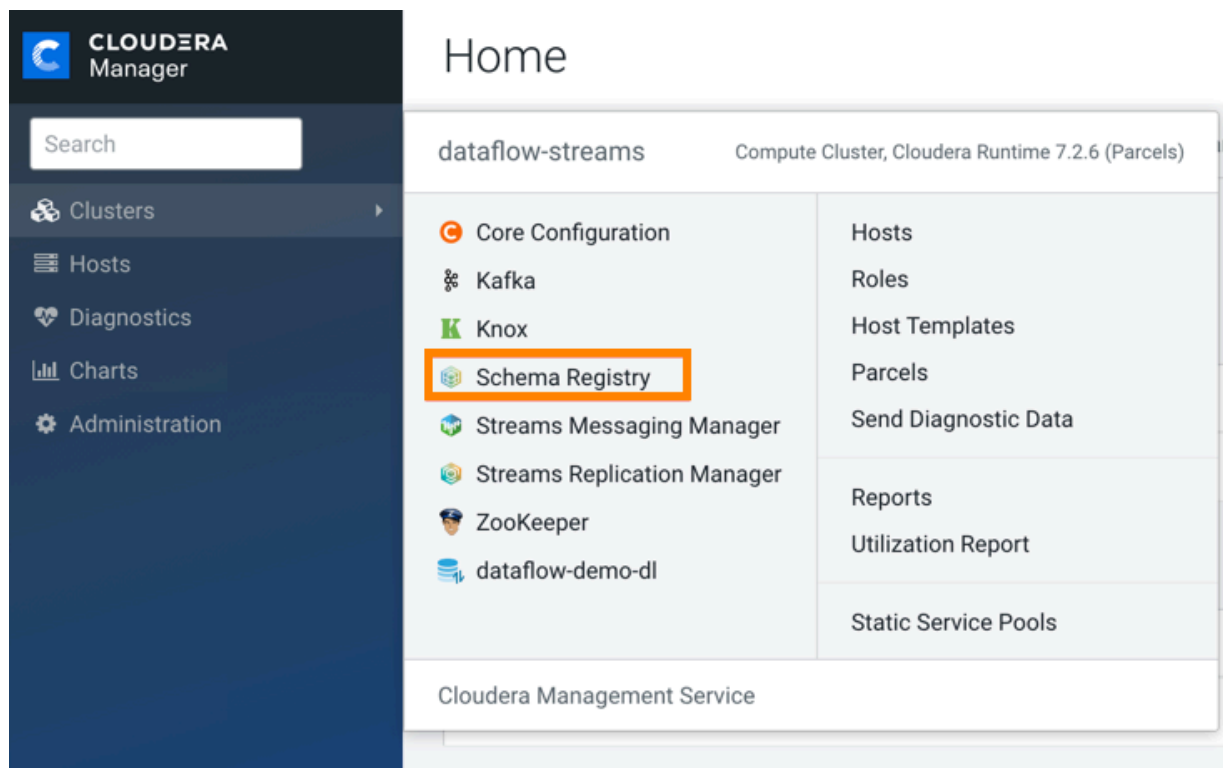 CLOUDERA
Manager
Home
Search
Clusters
Hosts
Diagnostics
Charts
Administration
dataflow-streams
Compute Cluster, Cloudera Runtime 7.2.6 (Parcels)
Core Configuration
Kafka
Knox
Schema Registry
Streams Messaging Manager
Streams Replication Manager
ZooKeeper
dataflow-demo-dl
Hosts
Roles
Host Templates
Parcels
Send Diagnostic Data
Reports
Utilization Report
Static Service Pools
Cloudera Management Service